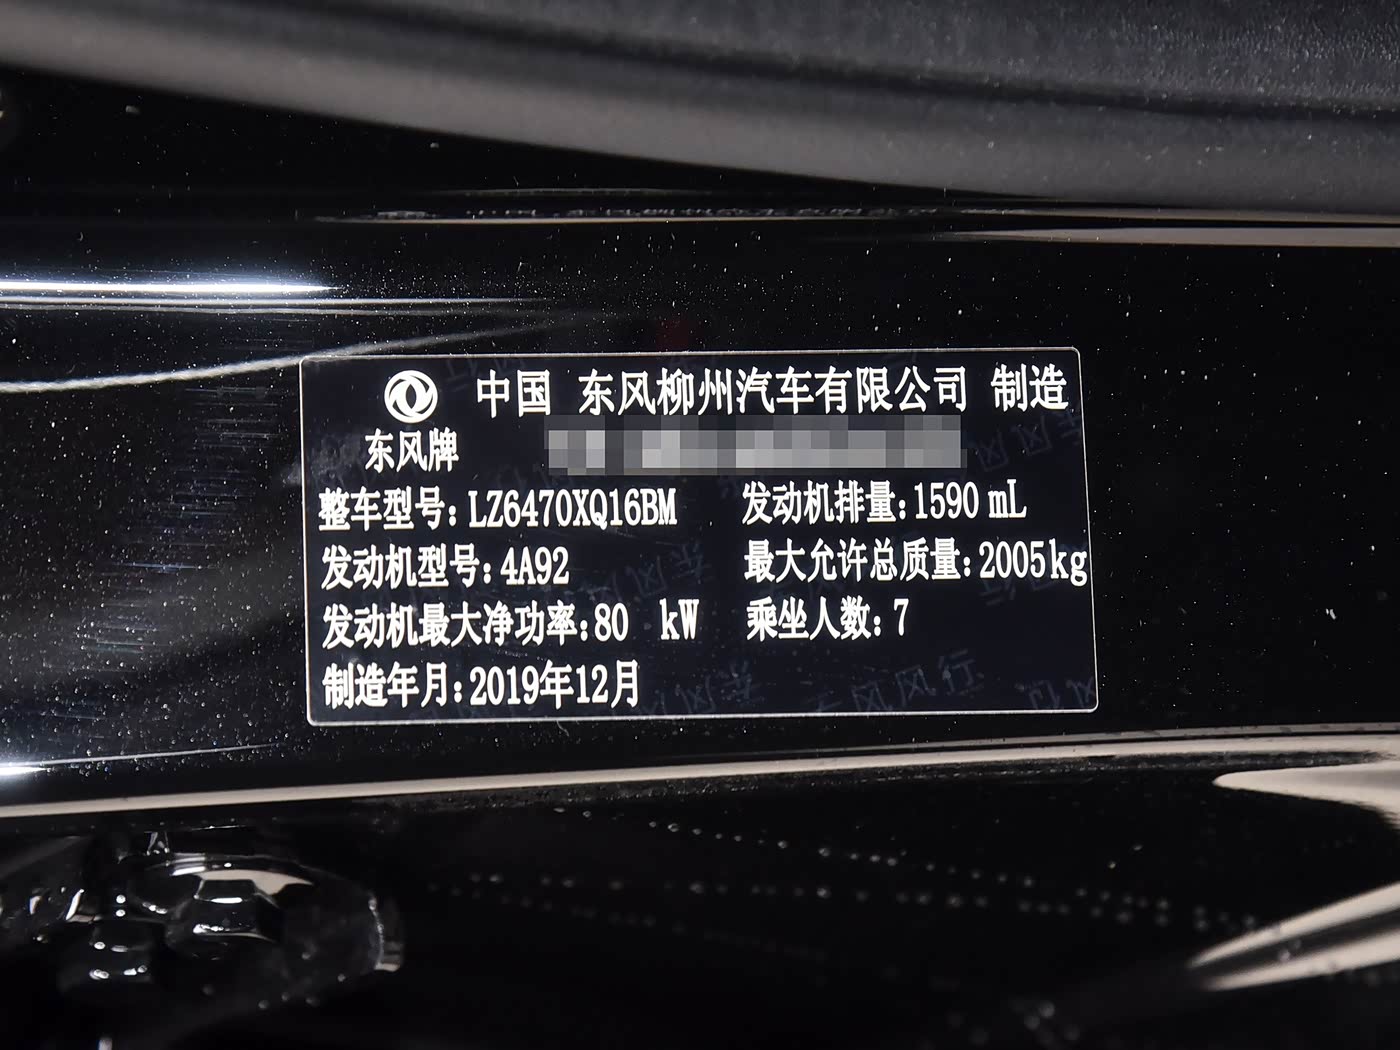 中国 东风柳州汽车有限公司 制造
东风牌
整车型号:LZ6470XQ16BM 发动机排量:1590 mL
发动机型号:4A92 最大允许总质量:2005kg
发动机最大净功率:80 kW 乘坐人数:7
制造年月:2019年12月